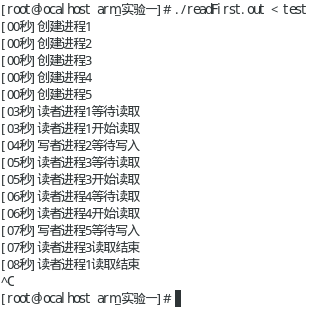 [root@localhost arm_实验一]# ./readFirst.out < test
[00秒]创建进程1
[00秒]创建进程2
[00秒]创建进程3
[00秒]创建进程4
[00秒]创建进程5
[03秒]读者进程1等待读取
[03秒]读者进程1开始读取
[04秒]写者进程2等待写入
[05秒]读者进程3等待读取
[05秒]读者进程3开始读取
[06秒]读者进程4等待读取
[06秒]读者进程4开始读取
[07秒]写者进程5等待写入
[07秒]读者进程3读取结束
[08秒]读者进程1读取结束
^C
[root@localhost arm_实验一]#